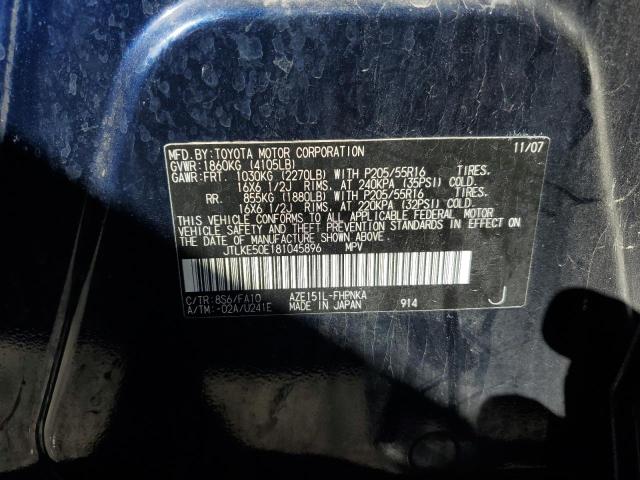 MFD.BY:TOYOTA MOTOR CORPORATION 11/07
GVWR:1860KG (4105LB)
GAWR:FRT. 1030KG (2270LB) WITH P205/55R16 TIRES.
16X6 1/2J RIMS, AT 240KPA (35PSI) COLD.
RR. 855KG (1880LB) WITH P205/55R16 TIRES.
16X6 1/2J RIMS, AT 220KPA (32PSI) COLD.
THIS VEHICLE CONFORMS TO ALL APPLICABLE FEDERAL MOTOR
VEHICLE SAFETY AND THEFT PREVENTION STANDARDS IN EFFECT ON
THE DATE OF MANUFACTURE SHOWN ABOVE.
JTLKE50E181045896 MPV
C/TR:8S6/FA10 AZE151L-FHPNKA J
A/TM:-02A/U241E MADE IN JAPAN 914